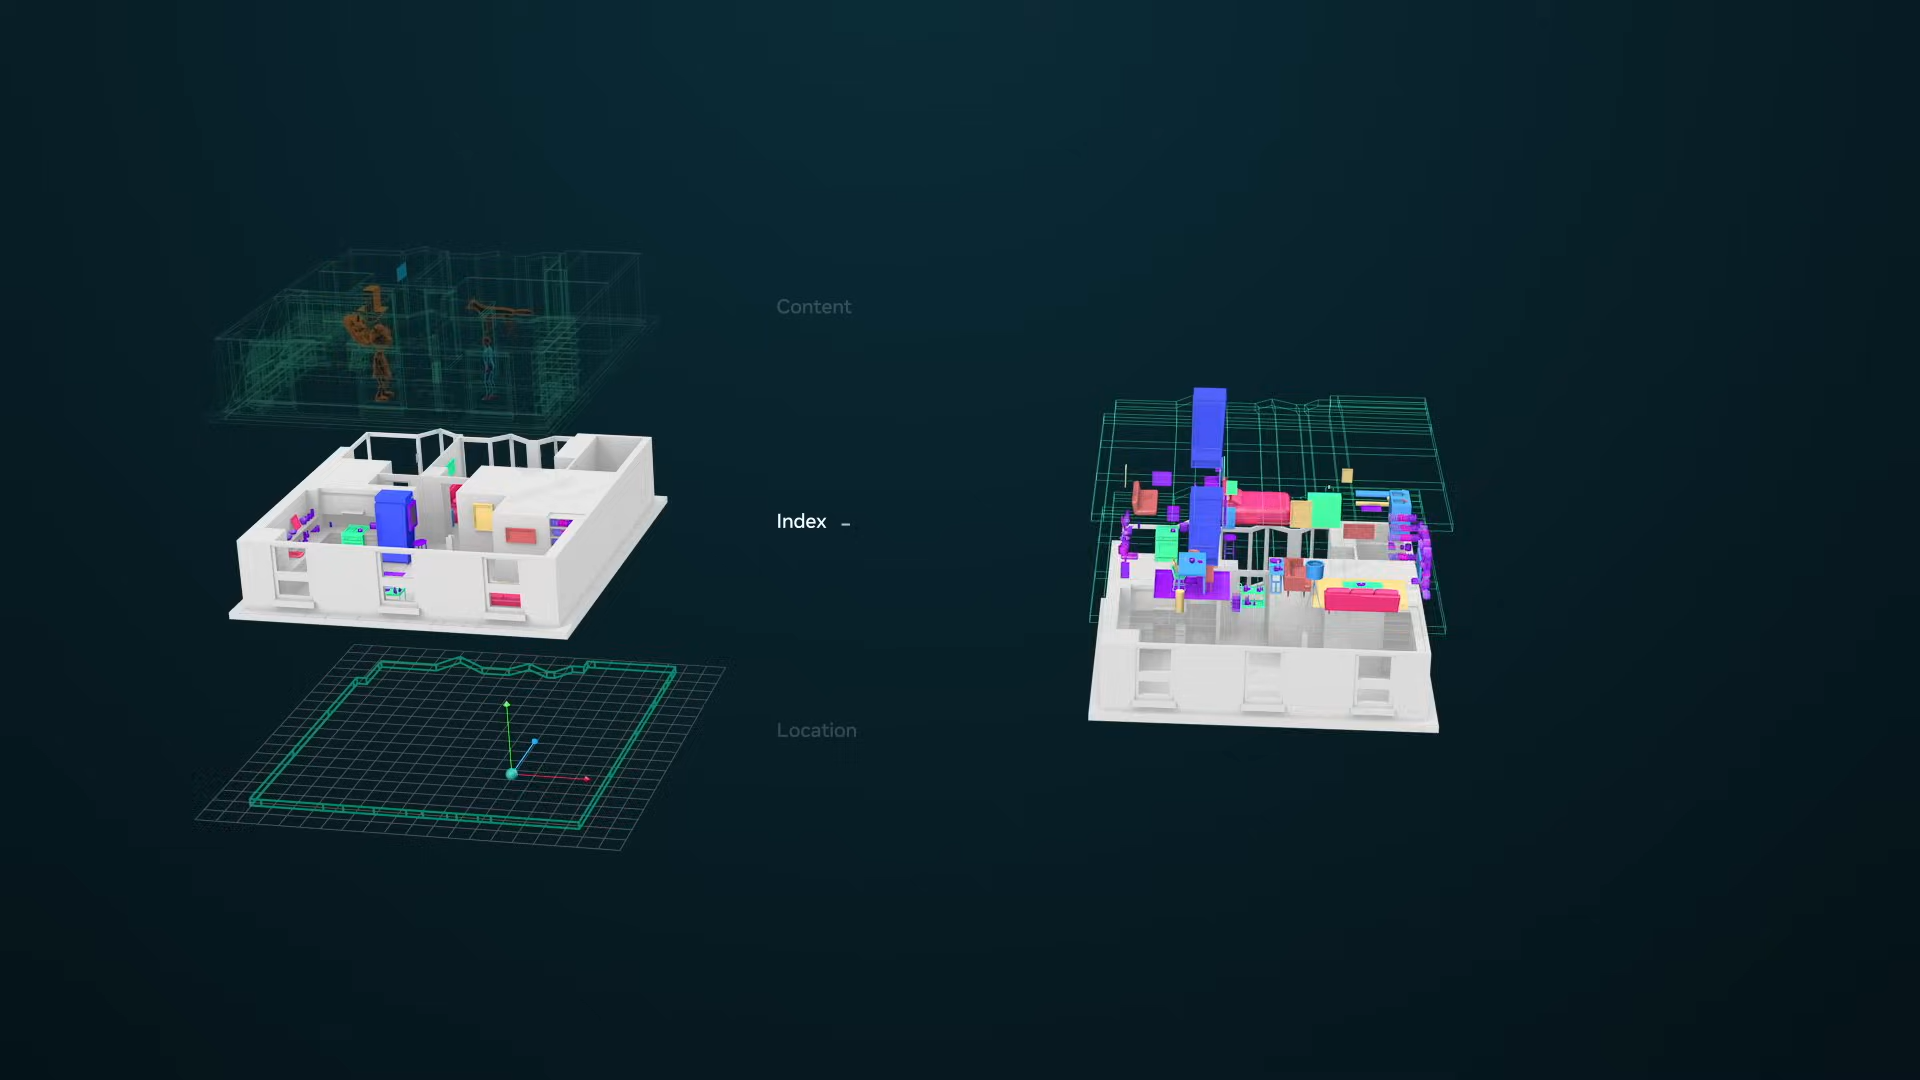 Content
Index –
Location